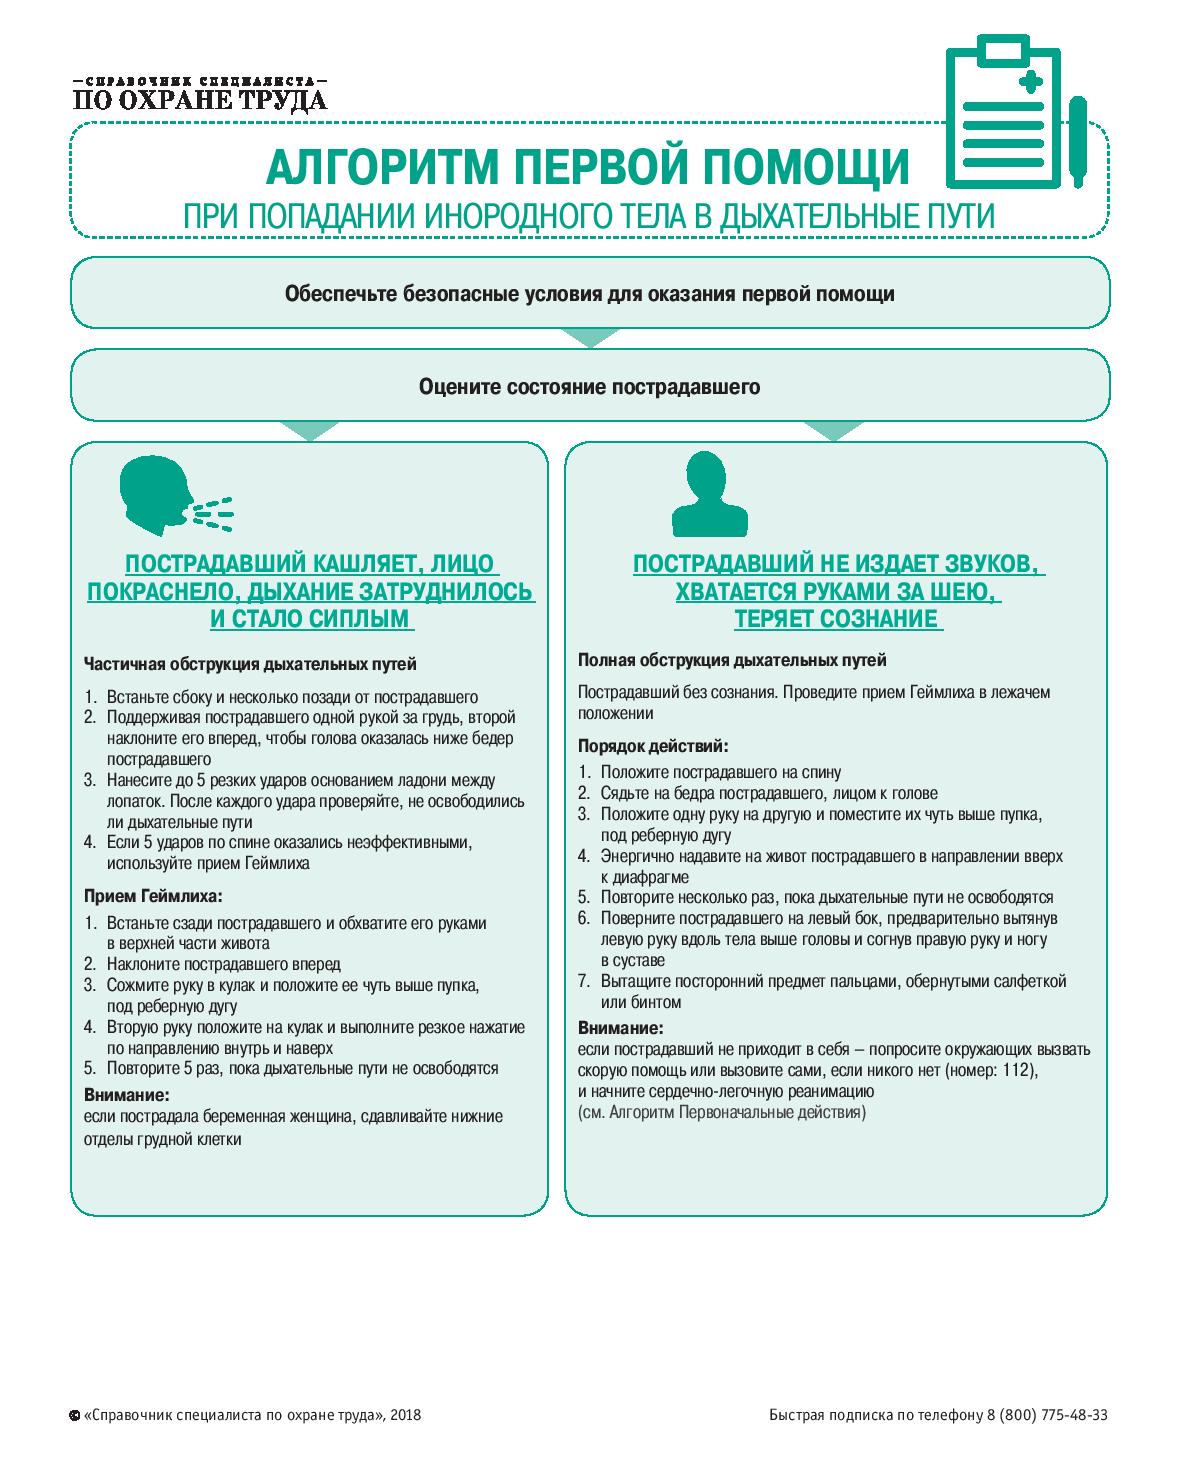 СПРАВОЧНИК СПЕЦИАЛИСТА
ПО ОХРАНЕ ТРУДА
АЛГОРИТМ ПЕРВОЙ ПОМОЩИ
ПРИ ПОПАДАНИИ ИНОРОДНОГО ТЕЛА В ДЫХАТЕЛЬНЫЕ ПУТИ
Обеспечьте безопасные условия для оказания первой помощи
Оцените состояние пострадавшего
ПОСТРАДАВШИЙ КАШЛЯЕТ, ЛИЦО
ПОКРАСНЕЛО, ДЫХАНИЕ ЗАТРУДНИЛОСЬ
И СТАЛО СИПЛЫМ
Частичная обструкция дыхательных путей
1. Встаньте сбоку и несколько позади от пострадавшего
2. Поддерживая пострадавшего одной рукой за грудь, второй
наклоните его вперед, чтобы голова оказалась ниже бедер
пострадавшего
3. Нанесите до 5 резких ударов основанием ладони между
лопаток. После каждого удара проверяйте, не освободились
ли дыхательные пути
4. Если 5 ударов по спине оказались неэффективными,
используйте прием Геймлиха
Прием Геймлиха:
1. Встаньте сзади пострадавшего и обхватите его руками
в верхней части живота
2. Наклоните пострадавшего вперед
3. Сожмите руку в кулак и положите ее чуть выше пупка,
под реберную дугу
4. Вторую руку положите на кулак и выполните резкое нажатие
по направлению внутрь и наверх
5. Повторите 5 раз, пока дыхательные пути не освободятся
Внимание:
если пострадала беременная женщина, сдавливайте нижние
отделы грудной клетки
ПОСТРАДАВШИЙ НЕ ИЗДАЕТ ЗВУКОВ,
ХВАТАЕТСЯ РУКАМИ ЗА ШЕЮ,
ТЕРЯЕТ СОЗНАНИЕ
Полная обструкция дыхательных путей
Пострадавший без сознания. Проведите прием Геймлиха в лежачем
положении
Порядок действий:
1. Положите пострадавшего на спину
2. Сядьте на бедра пострадавшего, лицом к голове
3. Положите одну руку на другую и поместите их чуть выше пупка,
под реберную дугу
4. Энергично надавите на живот пострадавшего в направлении вверх
к диафрагме
5. Повторите несколько раз, пока дыхательные пути не освободятся
6. Поверните пострадавшего на левый бок, предварительно вытянув
левую руку вдоль тела выше головы и согнув правую руку и ногу
в суставе
7. Вытащите посторонний предмет пальцами, обернутыми салфеткой
или бинтом
Внимание:
если пострадавший не приходит в себя – попросите окружающих вызвать
скорую помощь или вызовите сами, если никого нет (номер: 112),
и начните сердечно-легочную реанимацию
(см. Алгоритм Первоначальные действия)
© «Справочник специалиста по охране труда», 2018
Быстрая подписка по телефону 8 (800) 775-48-33